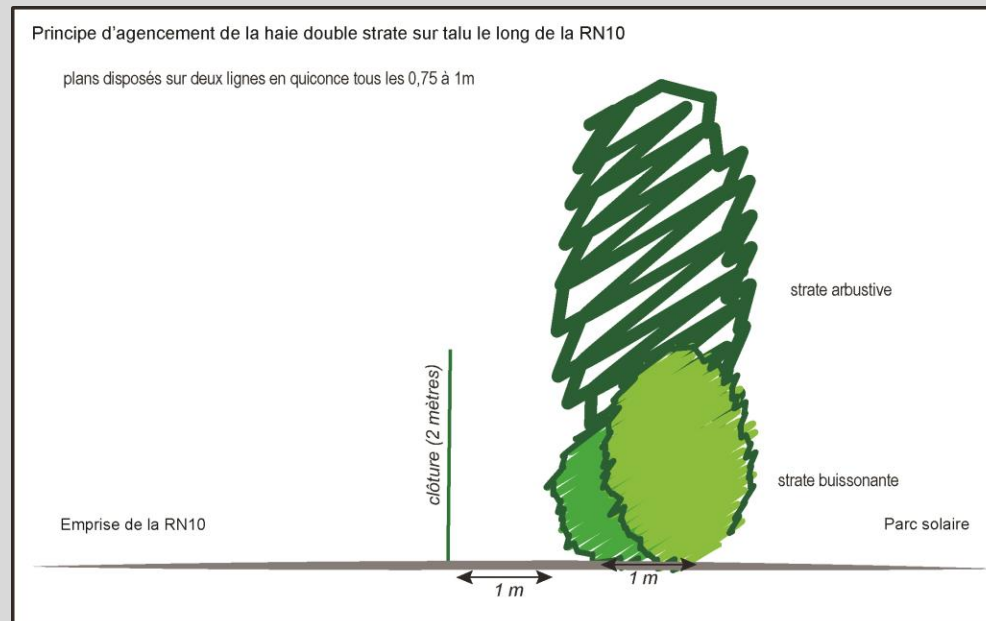 Principe d'agencement de la haie double strate sur talu le long de la RN10
plans disposés sur deux lignes en quiconce tous les 0,75 à 1m
strate arbustive
clôture (2 mètres)
strate buissonante
Emprise de la RN10
Parc solaire
1 m
1 m